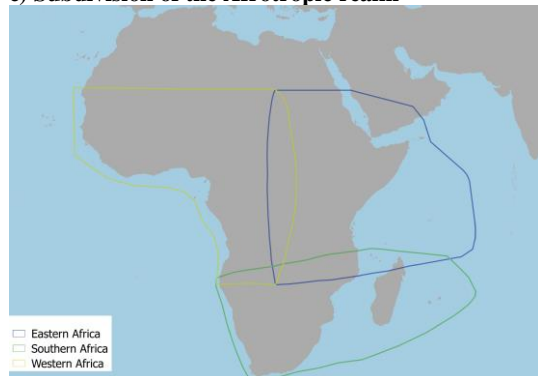 c) Subdivision of the Afrotropic realm
Eastern Africa
Southern Africa
Western Africa